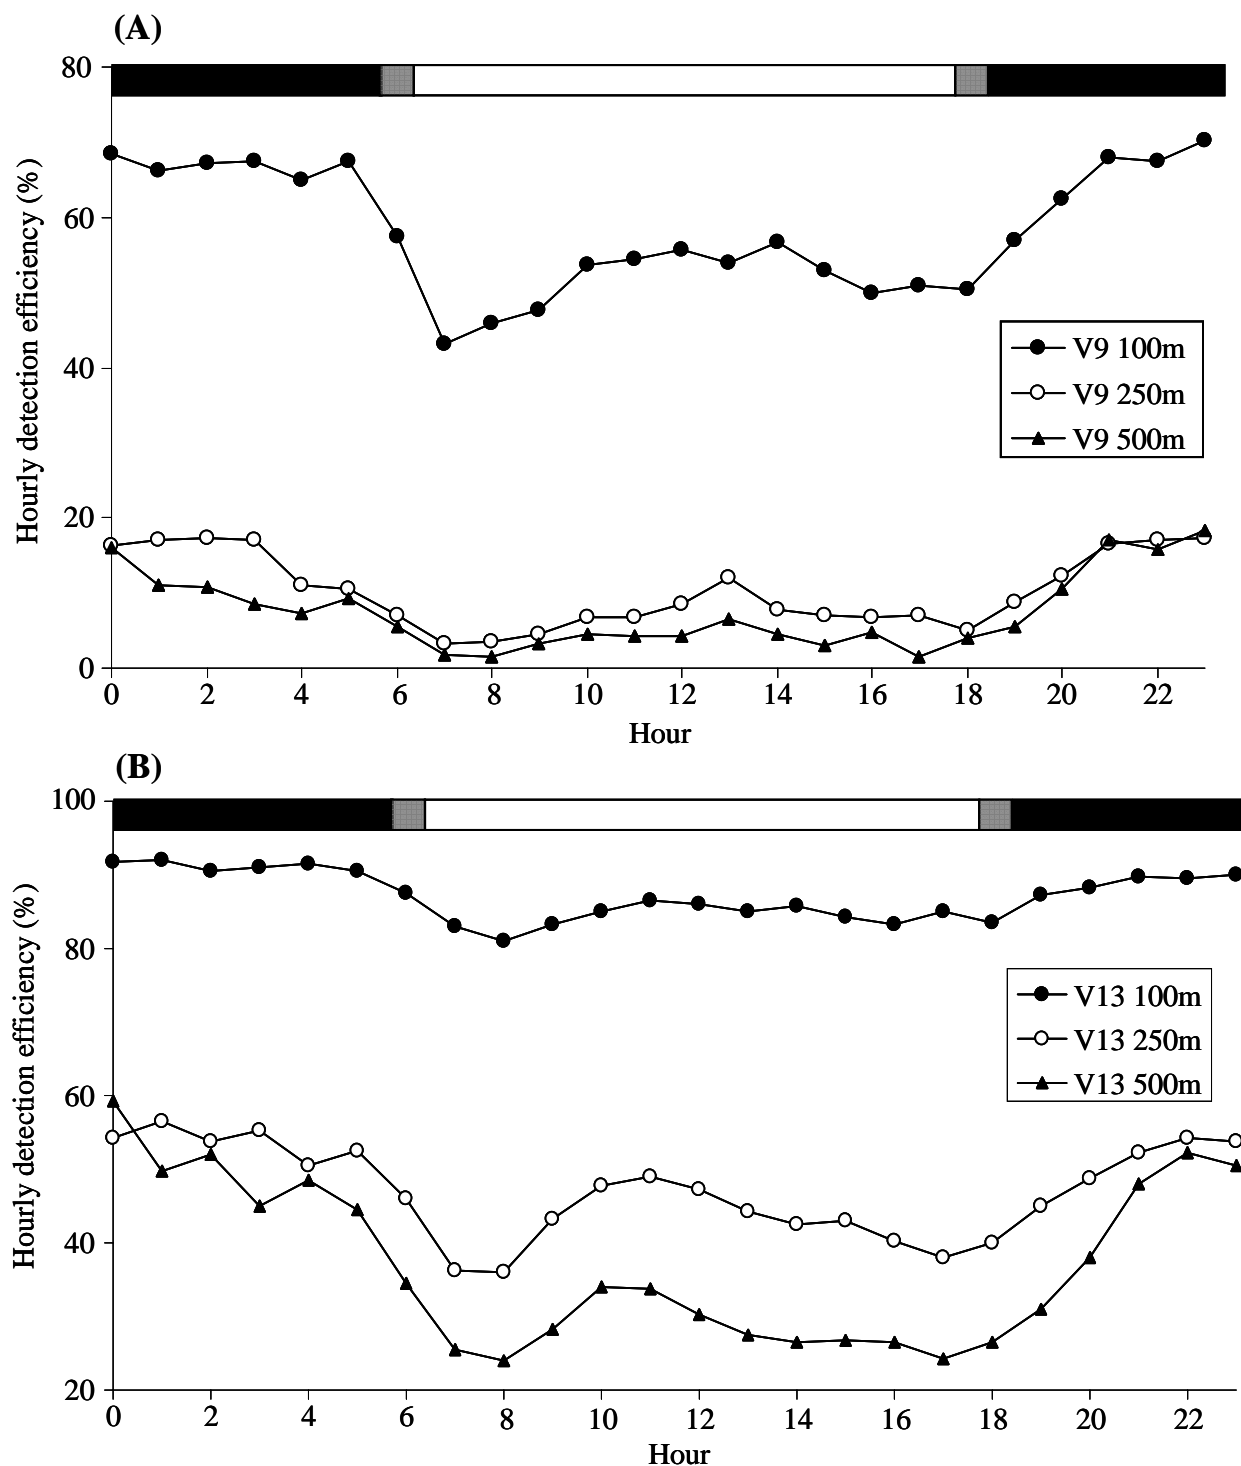 (A)
Hourly detection efficiency (%)
80
60
40
20
0
V9 100m
V9 250m
V9 500m
0 2 4 6 8 10 12 14 16 18 20 22
Hour
(B)
Hourly detection efficiency (%)
100
80
60
40
20
V13 100m
V13 250m
V13 500m
0 2 4 6 8 10 12 14 16 18 20 22
Hour